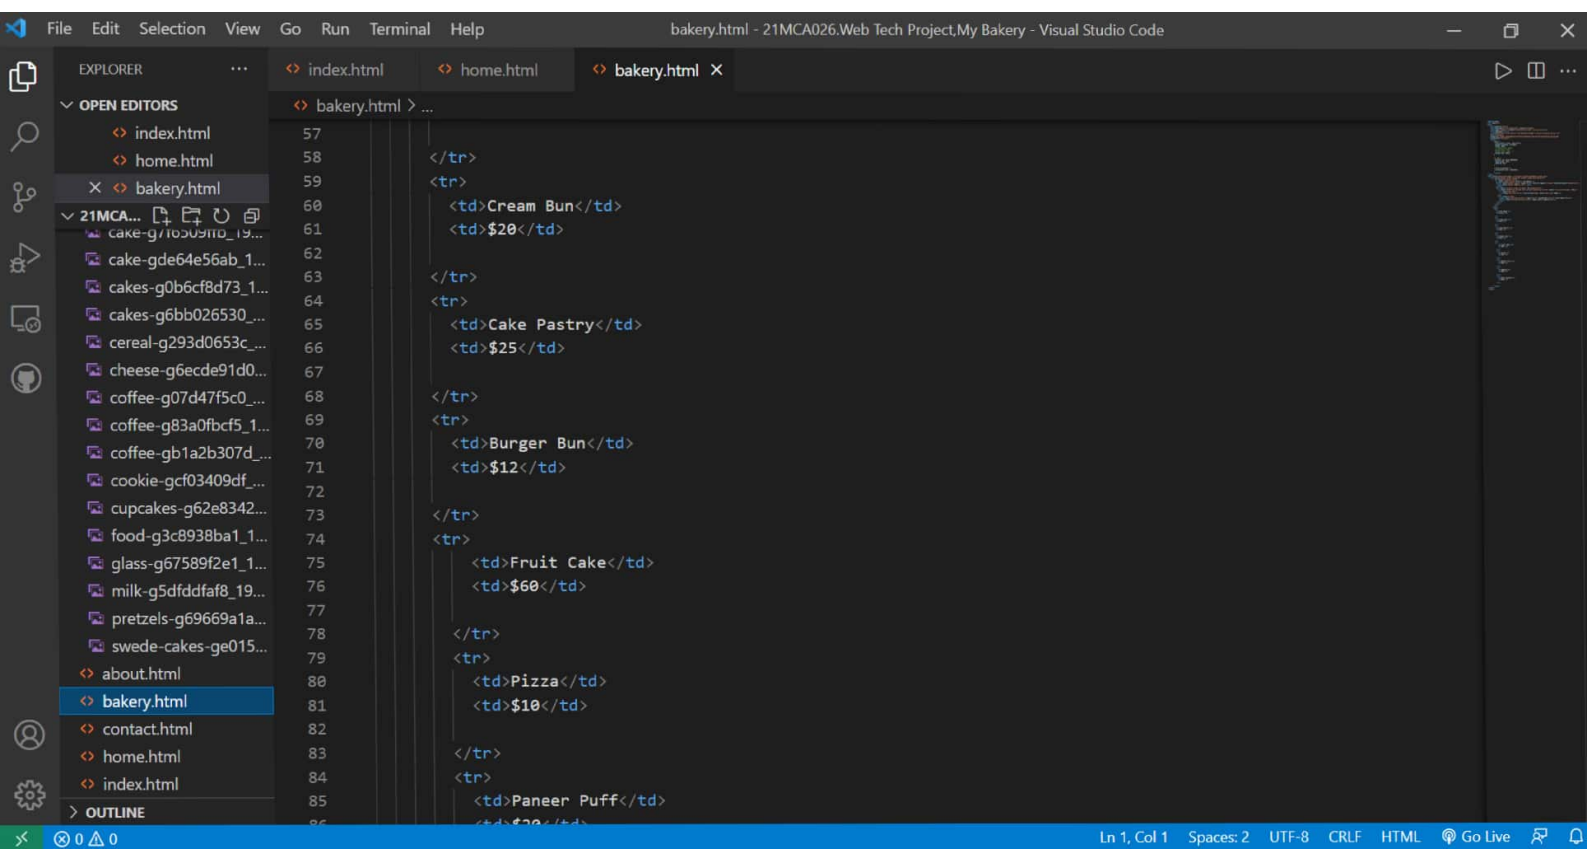 File Edit Selection View Go Run Terminal Help bakery.html - 21MCA026.Web Tech Project,My Bakery - Visual Studio Code
EXPLORER ...
index.html home.html bakery.html
OPEN EDITORS
index.html
home.html
bakery.html
21MCA...
cake-gde64e56ab_1...
cakes-g0b6cf8d73_1...
cakes-g6bb026530_...
cereal-g293d0653c_...
cheese-g6ecde91d0...
coffee-g07d47f5c0_...
coffee-g83a0fbcf5_1...
coffee-gb1a2b307d_...
cookie-gcf03409df_...
cupcakes-g62e8342...
food-g3c8938ba1_1...
glass-g67589f2e1_1...
milk-g5dfddfaf8_19...
pretzels-g69669a1a...
swede-cakes-ge015...
about.html
bakery.html
contact.html
home.html
index.html
OUTLINE
bakery.html > ...
57
58 </tr>
59 <tr>
60 <td>Cream Bun</td>
61 <td>$20</td>
62
63 </tr>
64 <tr>
65 <td>Cake Pastry</td>
66 <td>$25</td>
67
68 </tr>
69 <tr>
70 <td>Burger Bun</td>
71 <td>$12</td>
72
73 </tr>
74 <tr>
75 <td>Fruit Cake</td>
76 <td>$60</td>
77
78 </tr>
79 <tr>
80 <td>Pizza</td>
81 <td>$10</td>
82
83 </tr>
84 <tr>
85 <td>Paneer Puff</td>
86 <td>$20</td>
0 0 Ln 1, Col 1 Spaces: 2 UTF-8 CRLF HTML Go Live